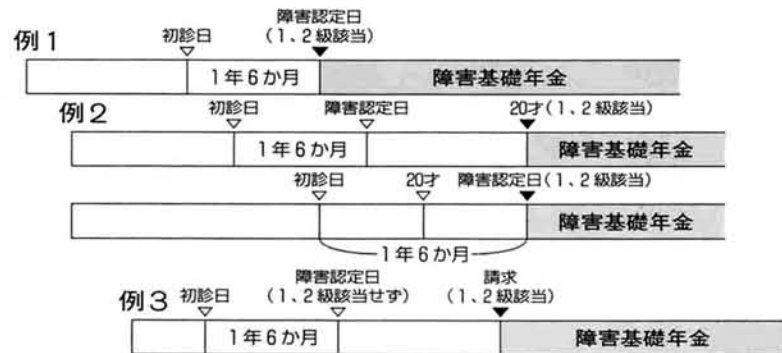 例1
初診日 障害認定日
(1、2級該当)
1年6か月 障害基礎年金
例2
初診日 障害認定日 20才(1、2級該当)
1年6か月 障害基礎年金
初診日 20才 障害認定日(1、2級該当)
障害基礎年金
1年6か月
例3
初診日 障害認定日 請求
(1、2級該当せず) (1、2級該当)
1年6か月 障害基礎年金